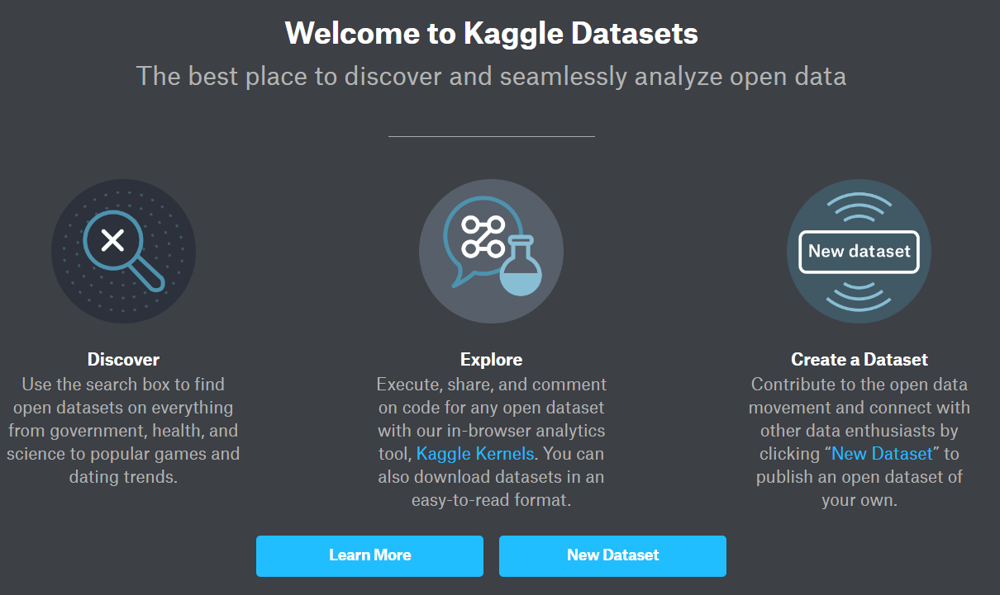 Welcome to Kaggle Datasets
The best place to discover and seamlessly analyze open data
New dataset
Discover
Use the search box to find
open datasets on everything
from government, health, and
science to popular games and
dating trends.
Explore
Execute, share, and comment
on code for any open dataset
with our in-browser analytics
tool, Kaggle Kernels. You can
also download datasets in an
easy-to-read format.
Create a Dataset
Contribute to the open data
movement and connect with
other data enthusiasts by
clicking “New Dataset” to
publish an open dataset of
your own.
Learn More
New Dataset